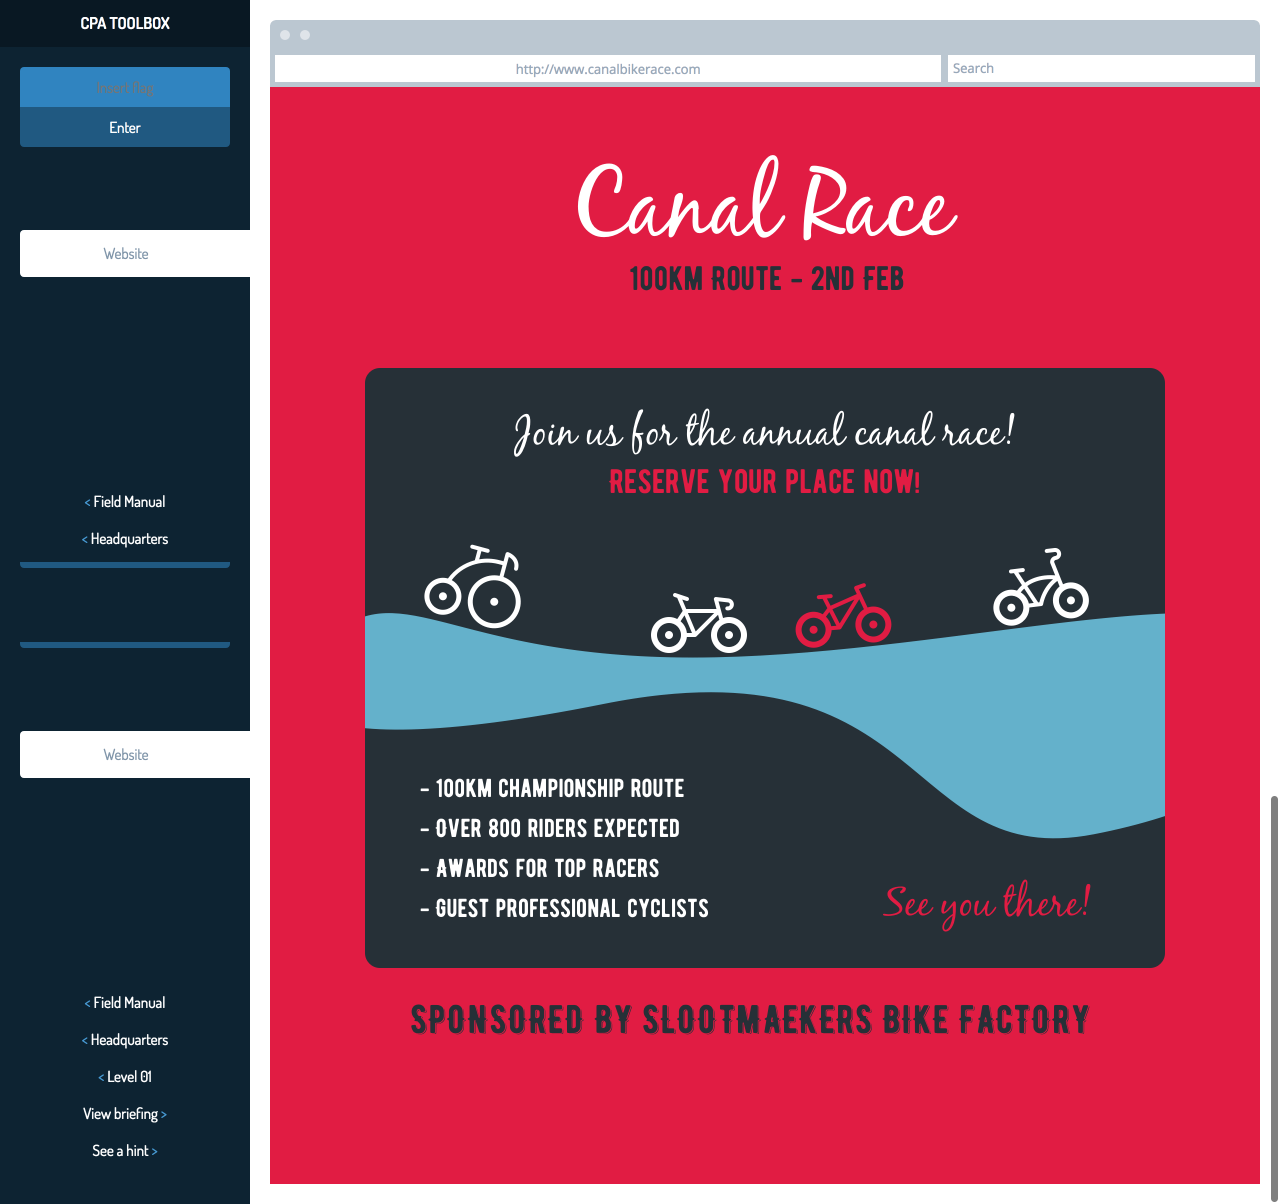 CPA TOOLBOX
Insert Flag
Enter
Website
< Field Manual
< Headquarters
Website
< Field Manual
< Headquarters
< Level 01
View briefing >
See a hint >
http://www.canalbikerace.com
Search
Canal Race
100KM ROUTE - 2ND FEB
Join us for the annual canal race!
RESERVE YOUR PLACE NOW!
- 100KM CHAMPIONSHIP ROUTE
- OVER 800 RIDERS EXPECTED
- AWARDS FOR TOP RACERS
- GUEST PROFESSIONAL CYCLISTS
See you there!
SPONSORED BY SLOOTMAEKERS BIKE FACTORY